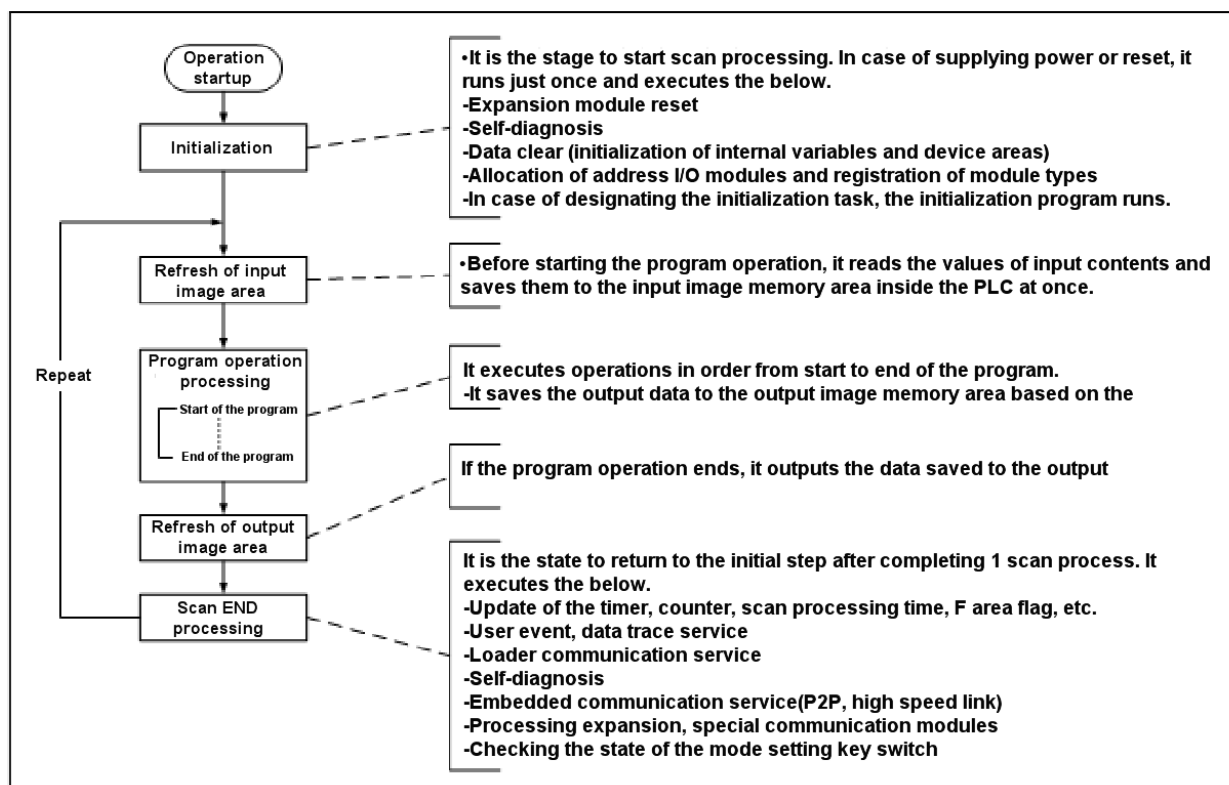 Operation
startup
Initialization
•It is the stage to start scan processing. In case of supplying power or reset, it
runs just once and executes the below.
-Expansion module reset
-Self-diagnosis
-Data clear (initialization of internal variables and device areas)
-Allocation of address I/O modules and registration of module types
-In case of designating the initialization task, the initialization program runs.
Refresh of input
image area
•Before starting the program operation, it reads the values of input contents and
saves them to the input image memory area inside the PLC at once.
Repeat
Program operation
processing
Start of the program
End of the program
It executes operations in order from start to end of the program.
-It saves the output data to the output image memory area based on the
If the program operation ends, it outputs the data saved to the output
Refresh of output
image area
Scan END
processing
It is the state to return to the initial step after completing 1 scan process. It
executes the below.
-Update of the timer, counter, scan processing time, F area flag, etc.
-User event, data trace service
-Loader communication service
-Self-diagnosis
-Embedded communication service(P2P, high speed link)
-Processing expansion, special communication modules
-Checking the state of the mode setting key switch